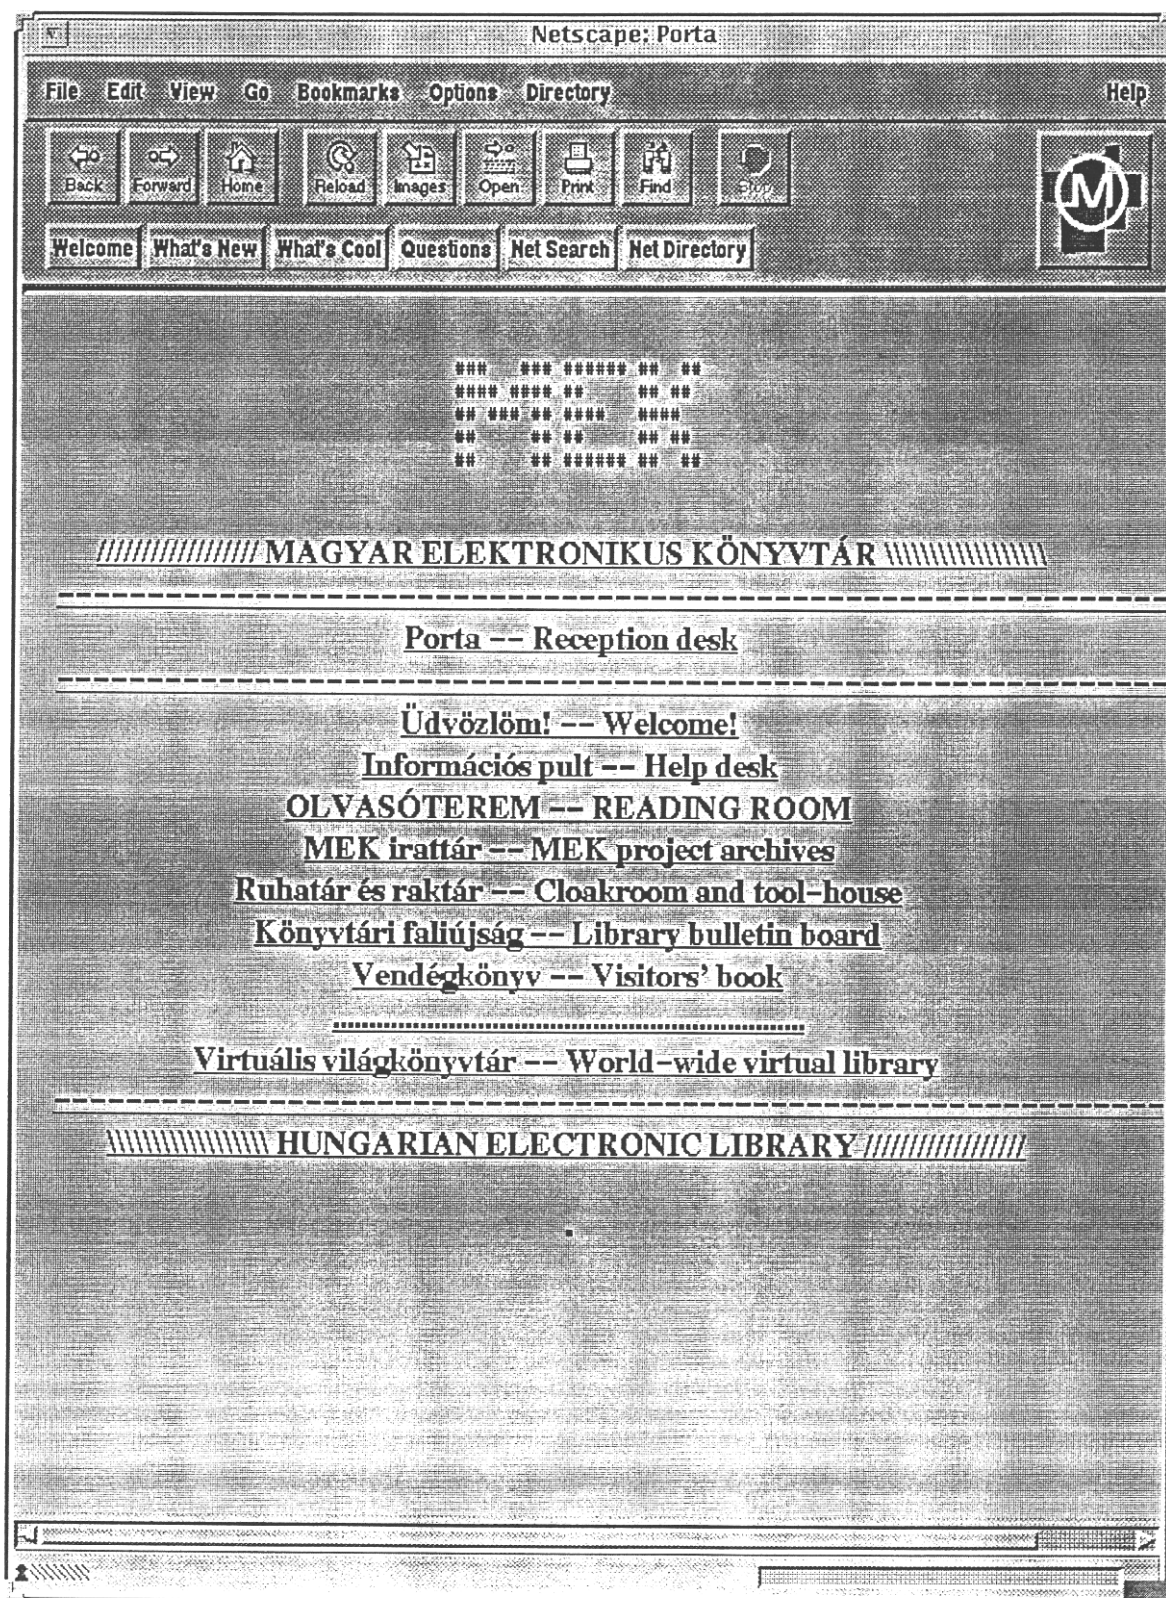 Netscape: Porta
File Edit View Go Bookmarks Options Directory Help
Back Forward Home Reload Images Open Print Find Stop
M
Welcome What's New What's Cool Questions Net Search Net Directory
###   ### ###### ##  ##
#### #### ##     ## ##
## ### ## ####   ####
##     ## ##     ## ##
##     ## ###### ##  ##
/////////////// MAGYAR ELEKTRONIKUS KÖNYVTÁR \\\\\\\\\\\\\\\
Porta -- Reception desk
Üdvözlöm! -- Welcome!
Információs pult -- Help desk
OLVASÓTEREM -- READING ROOM
MEK irattár -- MEK project archives
Ruhatár és raktár -- Cloakroom and tool-house
Könyvtári faliújság -- Library bulletin board
Vendégkönyv -- Visitors' book
Virtuális világkönyvtár -- World-wide virtual library
\\\\\\\\\\\\\\\ HUNGARIAN ELECTRONIC LIBRARY ///////////////
.